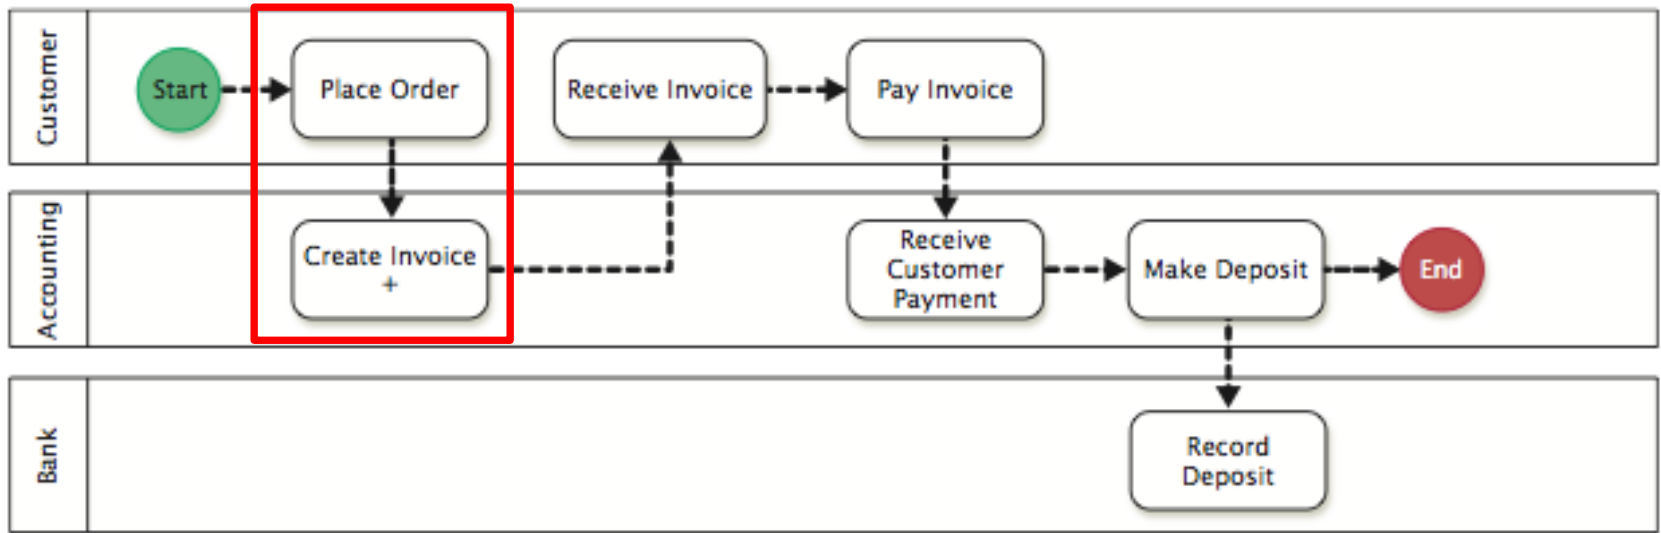 Customer
Start
Place Order
Receive Invoice
Pay Invoice
Accounting
Create Invoice
+
Receive
Customer
Payment
Make Deposit
End
Bank
Record
Deposit